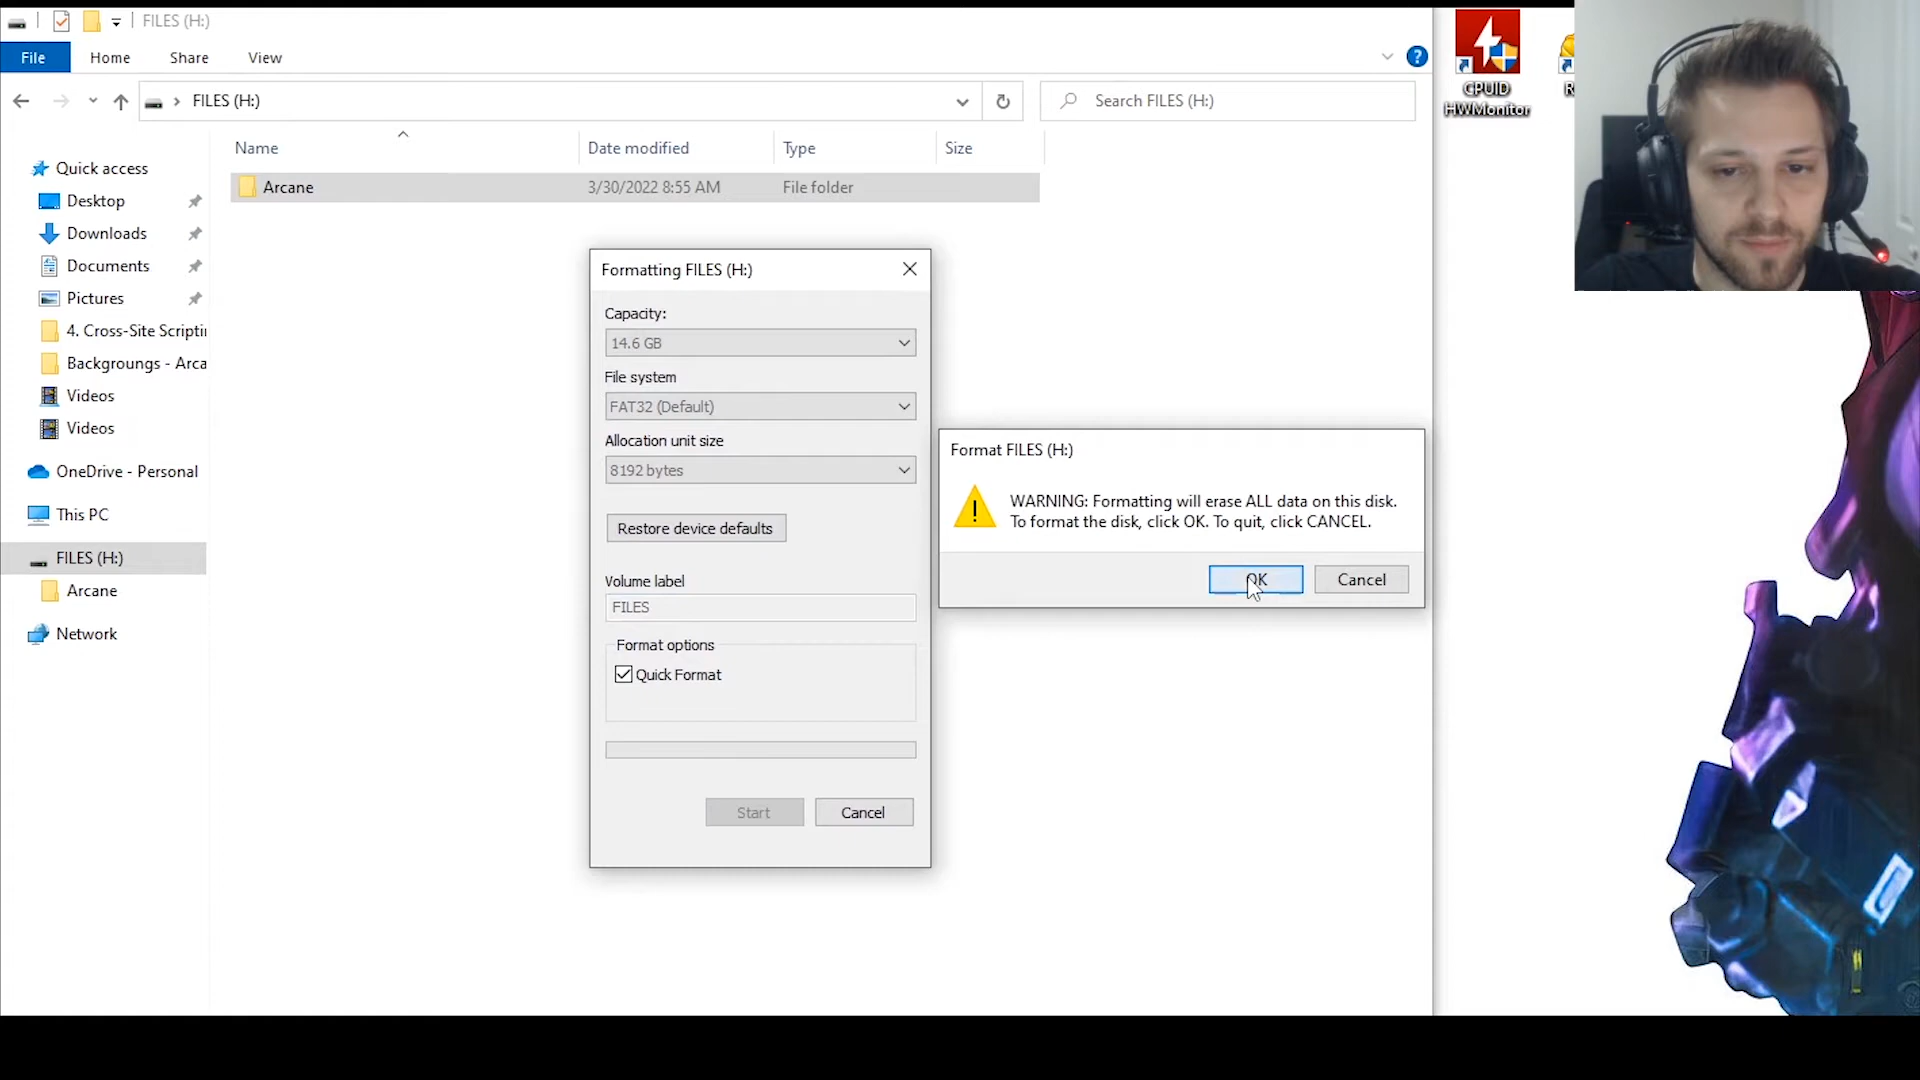 FILES (H:)
File
Home
Share
View
FILES (H:)
Search FILES (H:)
Name
Date modified
Type
Size
Arcane
3/30/2022 8:55 AM
File folder
Quick access
Desktop
Downloads
Documents
Pictures
4. Cross-Site Scripti
Backgroungs - Arca
Videos
Videos
OneDrive - Personal
This PC
FILES (H:)
Arcane
Network
Formatting FILES (H:)
Capacity:
14.6 GB
File system
FAT32 (Default)
Allocation unit size
8192 bytes
Restore device defaults
Volume label
FILES
Format options
Quick Format
Start
Cancel
Format FILES (H:)
WARNING: Formatting will erase ALL data on this disk.
To format the disk, click OK. To quit, click CANCEL.
OK
Cancel
CPUID
HWMonitor